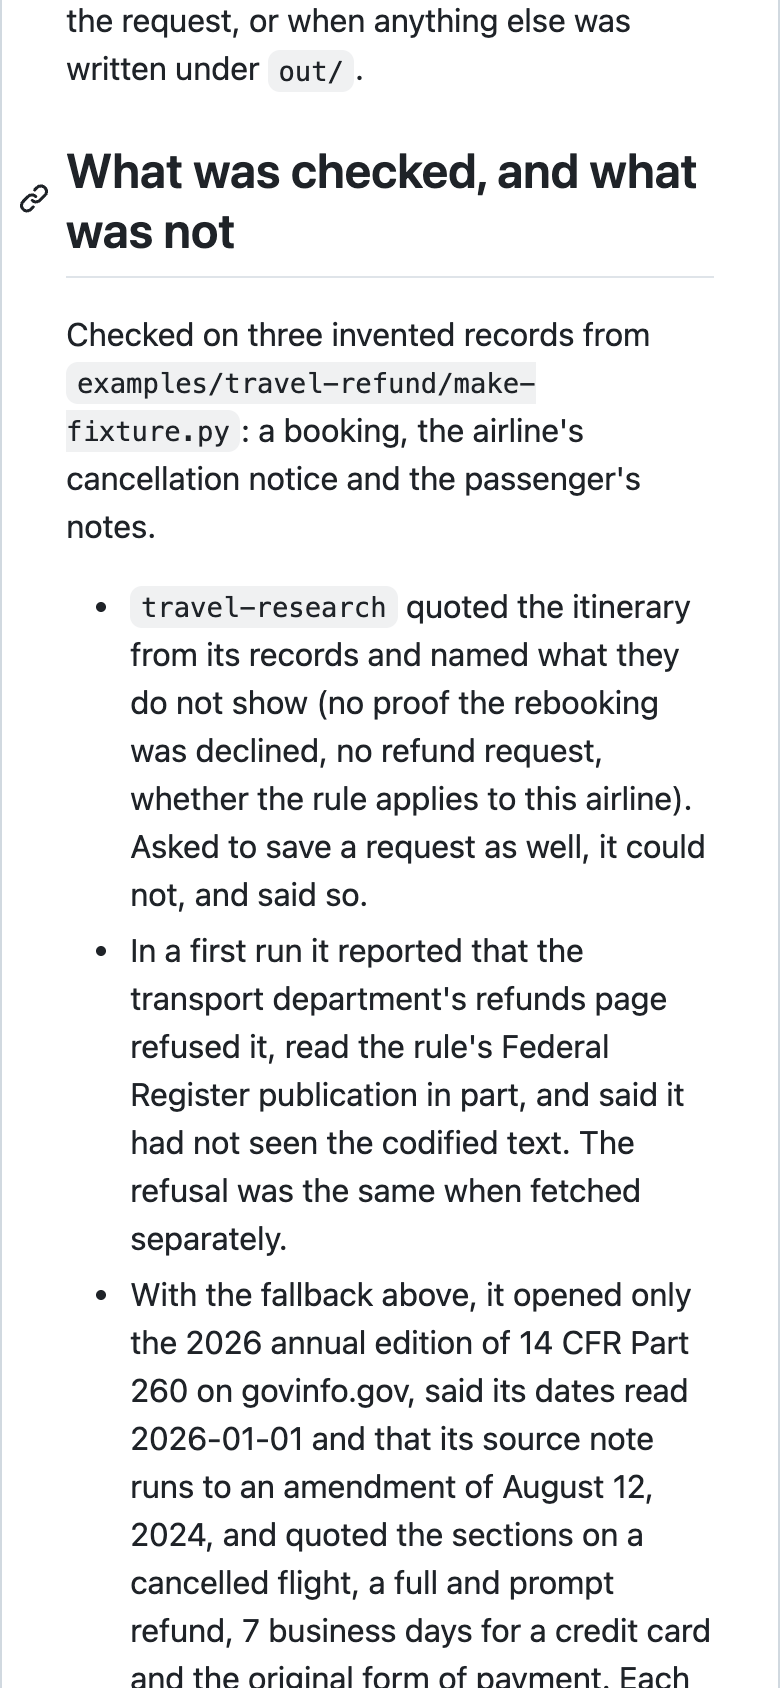 the request, or when anything else was
written under out/.
What was checked, and what
was not
Checked on three invented records from
examples/travel-refund/make-
fixture.py: a booking, the airline's
cancellation notice and the passenger's
notes.
• travel-research quoted the itinerary
from its records and named what they
do not show (no proof the rebooking
was declined, no refund request,
whether the rule applies to this airline).
Asked to save a request as well, it could
not, and said so.
• In a first run it reported that the
transport department's refunds page
refused it, read the rule's Federal
Register publication in part, and said it
had not seen the codified text. The
refusal was the same when fetched
separately.
• With the fallback above, it opened only
the 2026 annual edition of 14 CFR Part
260 on govinfo.gov, said its dates read
2026-01-01 and that its source note
runs to an amendment of August 12,
2024, and quoted the sections on a
cancelled flight, a full and prompt
refund, 7 business days for a credit card
and the original form of payment. Each